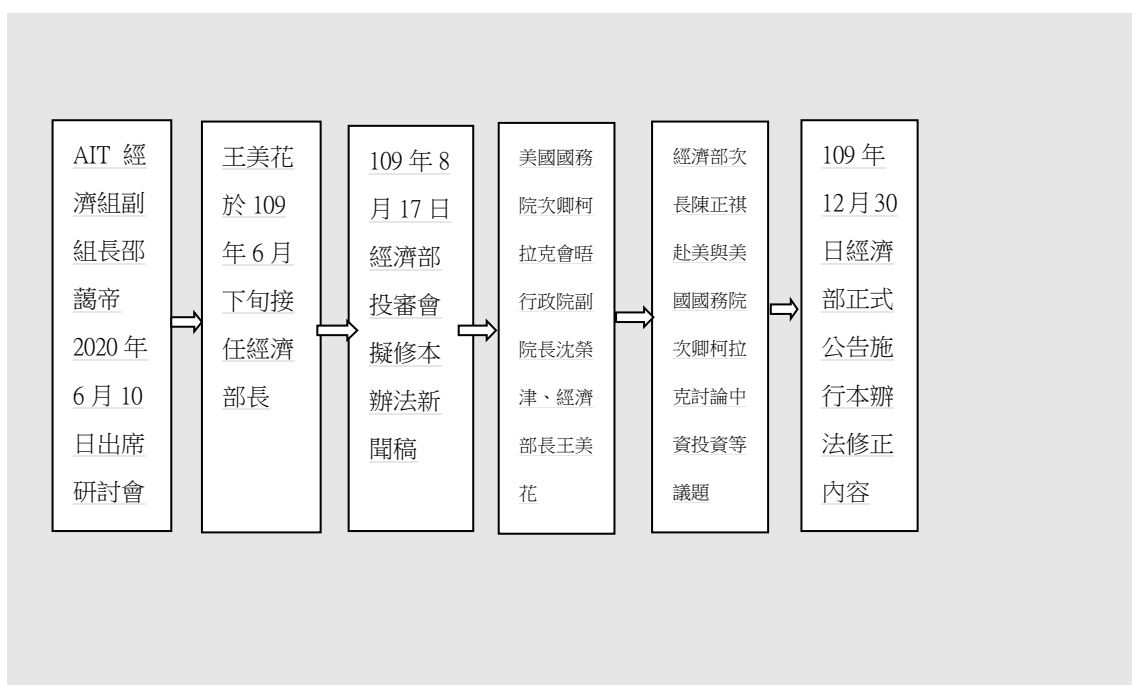 AIT 經
濟組副
組長邵
藹帝
2020 年
6 月 10
日出席
研討會
王美花
於 109
年 6 月
下旬接
任經濟
部長
109 年 8
月 17 日
經濟部
投審會
擬修本
辦法新
聞稿
美國國務
院次卿柯
拉克會晤
行政院副
院長沈榮
津、經濟
部長王美
花
經濟部次
長陳正祺
赴美與美
國國務院
次卿柯拉
克討論中
資投資等
議題
109 年
12 月 30
日經濟
部正式
公告施
行本辦
法修正
內容